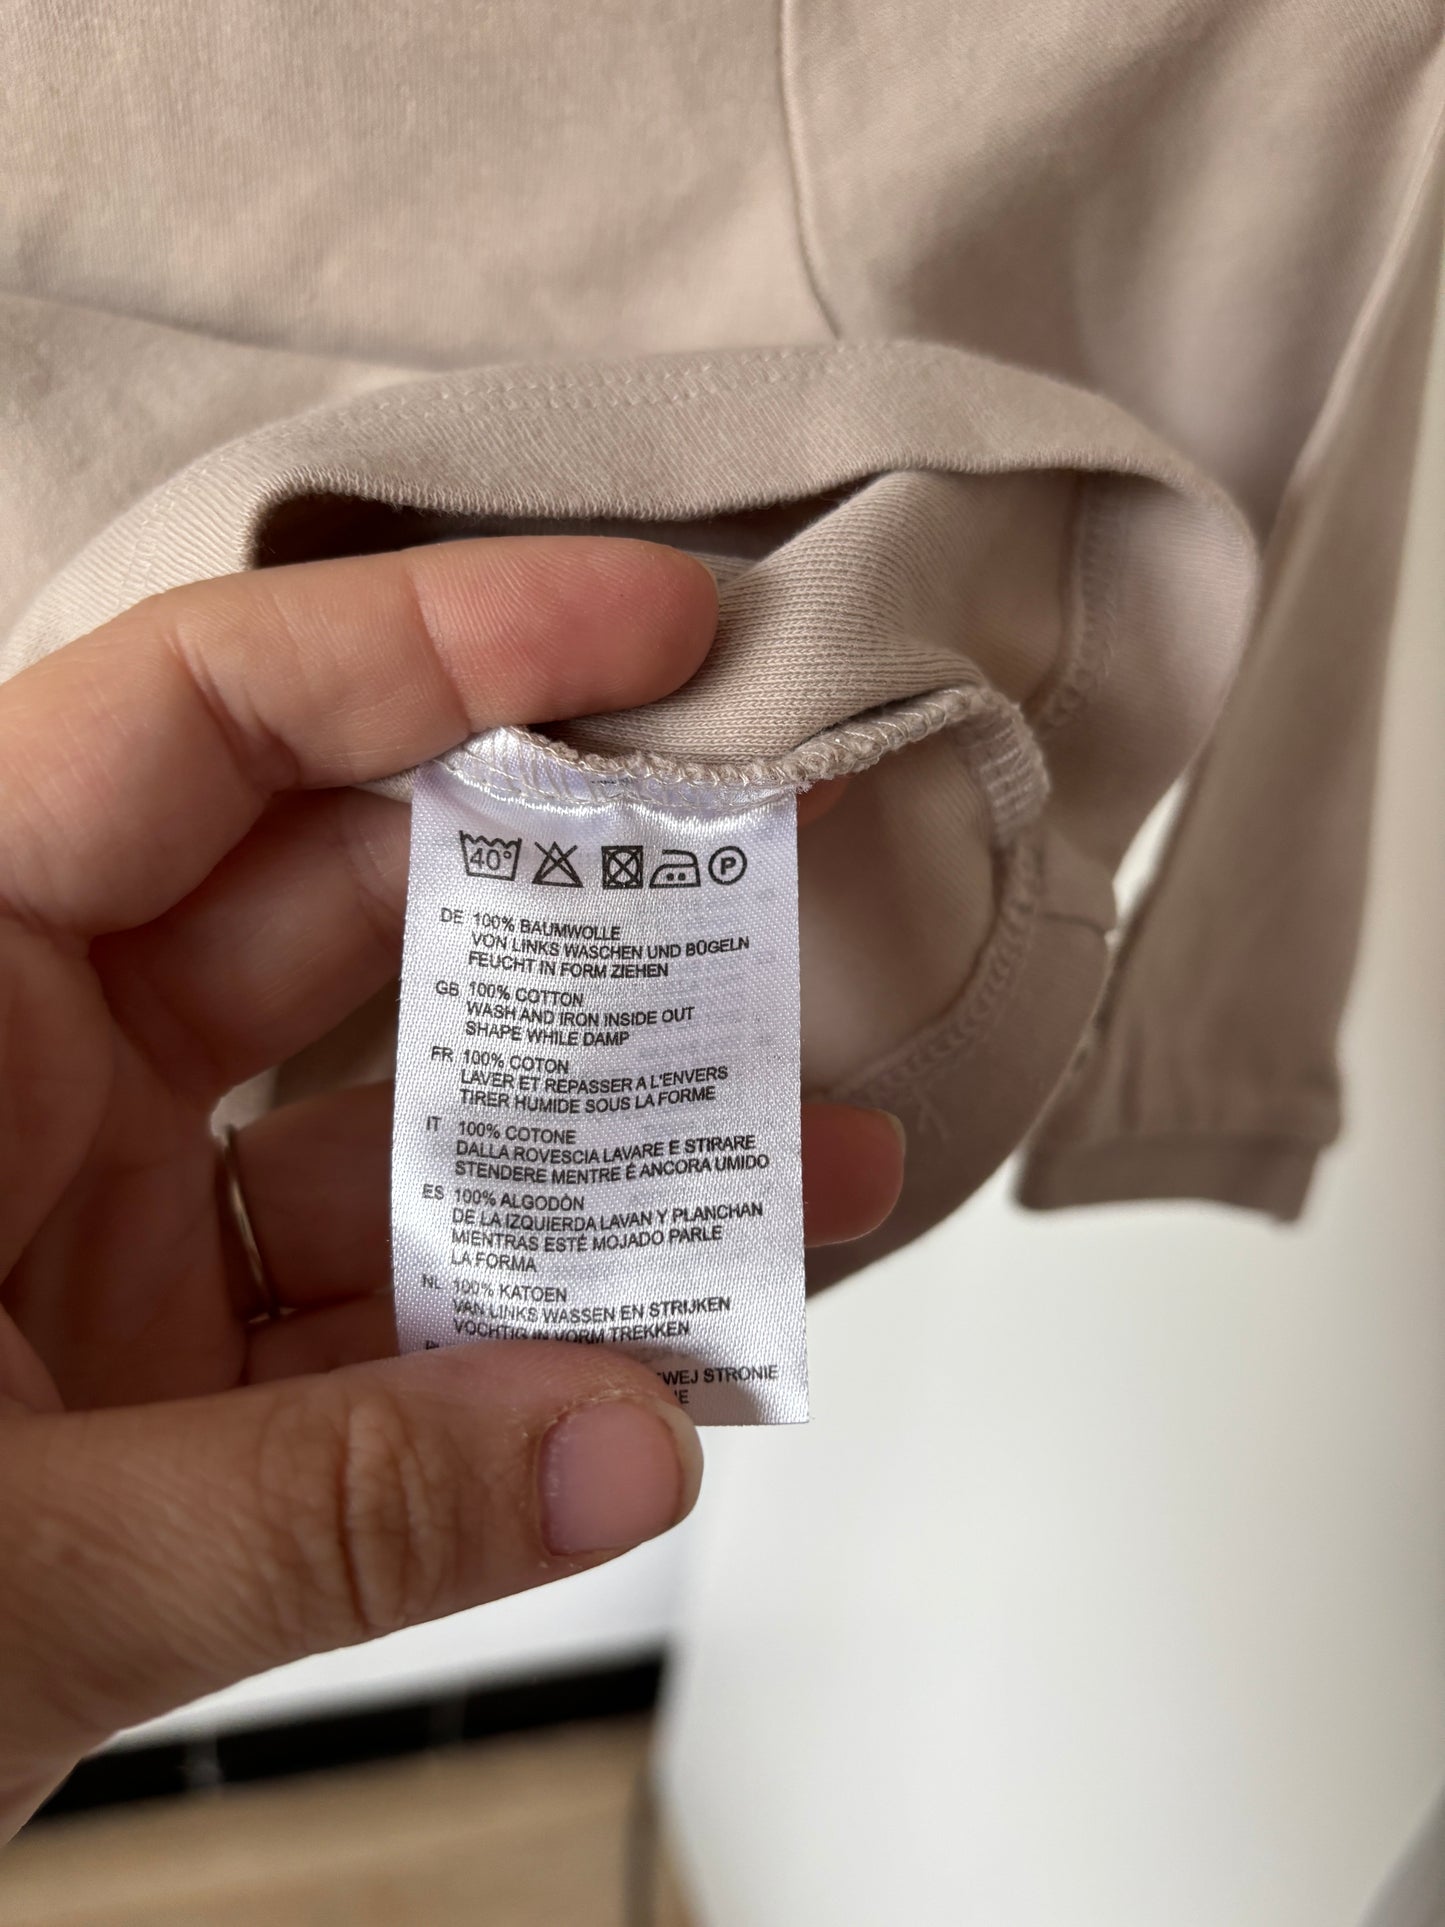 40°
P
DE 100% BAUMWOLLE
VON LINKS WASCHEN UND BÜGELN
FEUCHT IN FORM ZIEHEN
GB 100% COTTON
WASH AND IRON INSIDE OUT
SHAPE WHILE DAMP
FR 100% COTON
LAVER ET REPASSER A L'ENVERS
TIRER HUMIDE SOUS LA FORME
IT 100% COTONE
DALLA ROVESCIA LAVARE E STIRARE
STENDERE MENTRE É ANCORA UMIDO
ES 100% ALGODÓN
DE LA IZQUIERDA LAVAN Y PLANCHAN
MIENTRAS ESTÉ MOJADO PARLE
LA FORMA
NL 100% KATOEN
VAN LINKS WASSEN EN STRIJKEN
VOCHTIG IN VORM TREKKEN
STRONIE